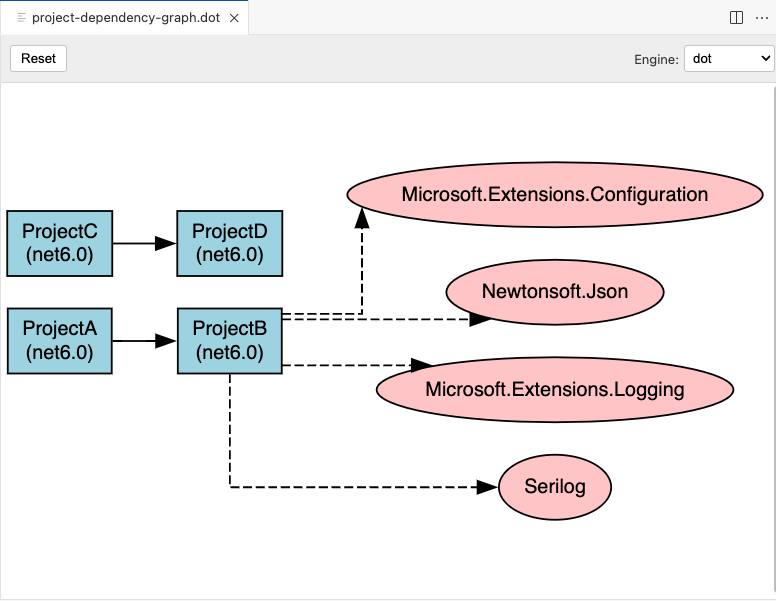 project-dependency-graph.dot
Reset
Engine:
dot
Microsoft.Extensions.Configuration
ProjectC
(net6.0)
ProjectD
(net6.0)
Newtonsoft.Json
ProjectA
(net6.0)
ProjectB
(net6.0)
Microsoft.Extensions.Logging
Serilog